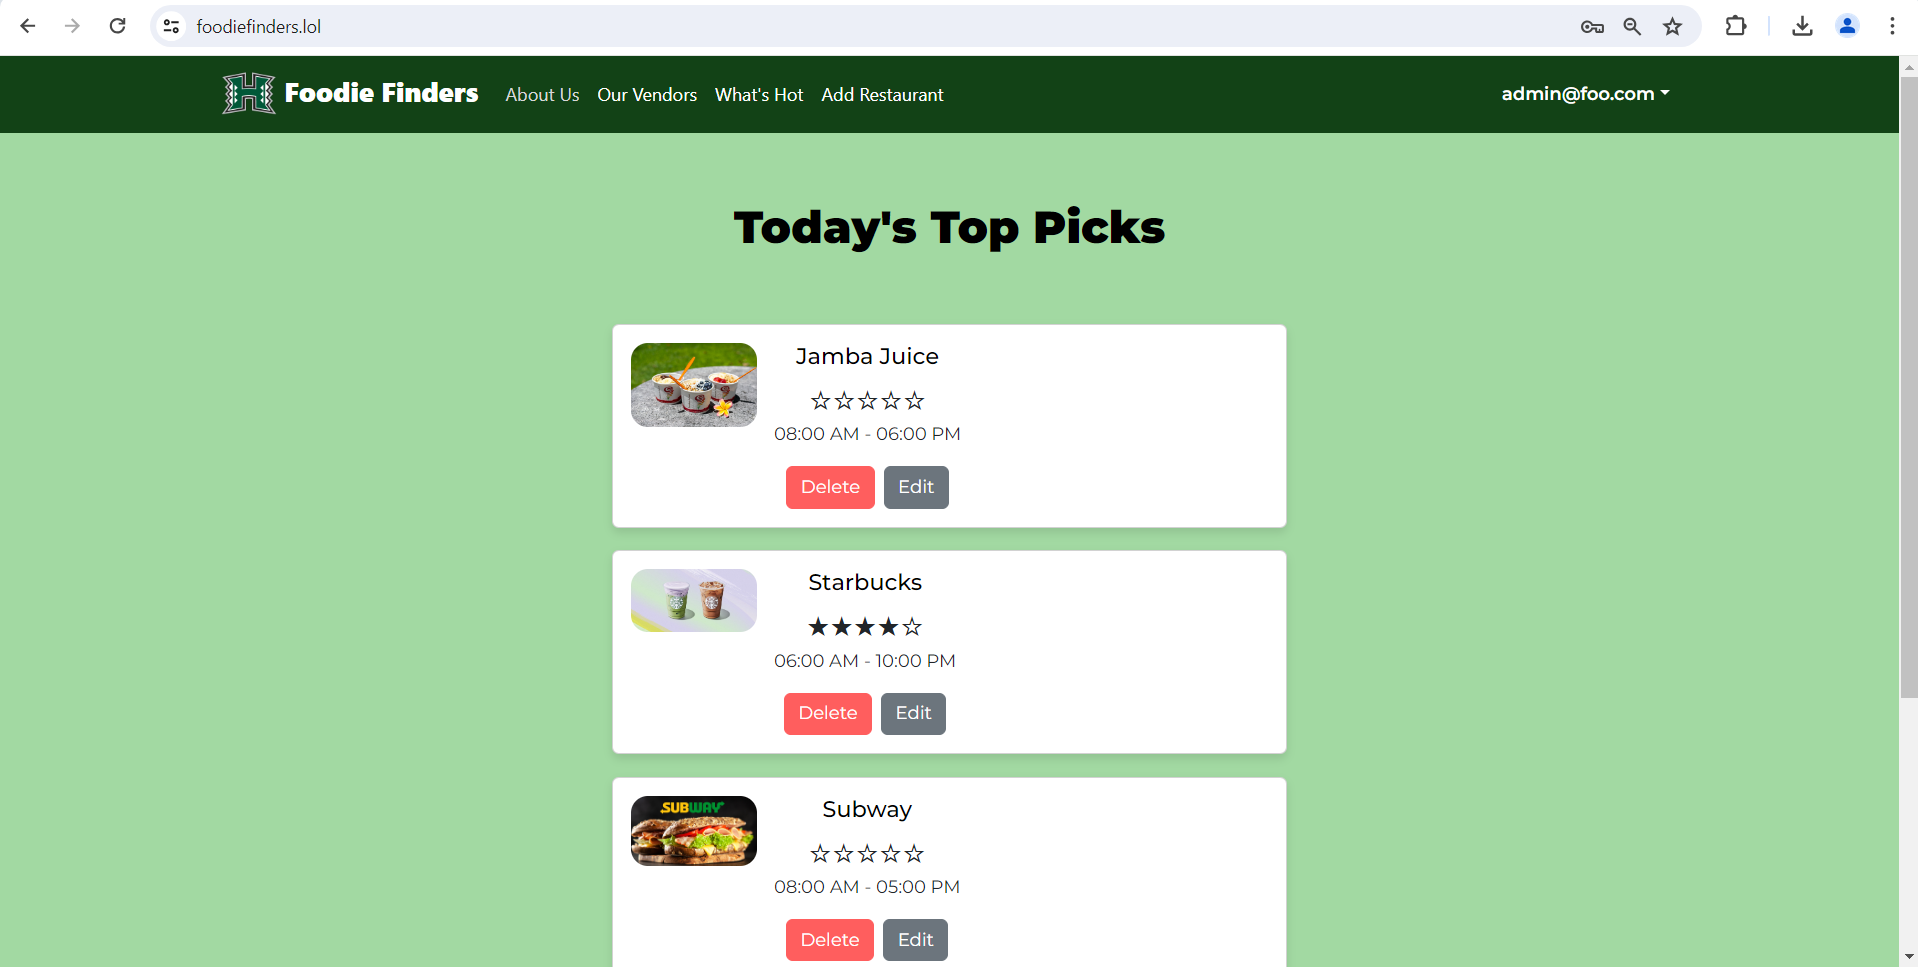 foodiefinders.lol
Foodie Finders About Us Our Vendors What's Hot Add Restaurant admin@foo.com
Today's Top Picks
Jamba Juice
☆☆☆☆☆
08:00 AM - 06:00 PM
Delete Edit
Starbucks
★★★★☆
06:00 AM - 10:00 PM
Delete Edit
SUBWAY
Subway
☆☆☆☆☆
08:00 AM - 05:00 PM
Delete Edit